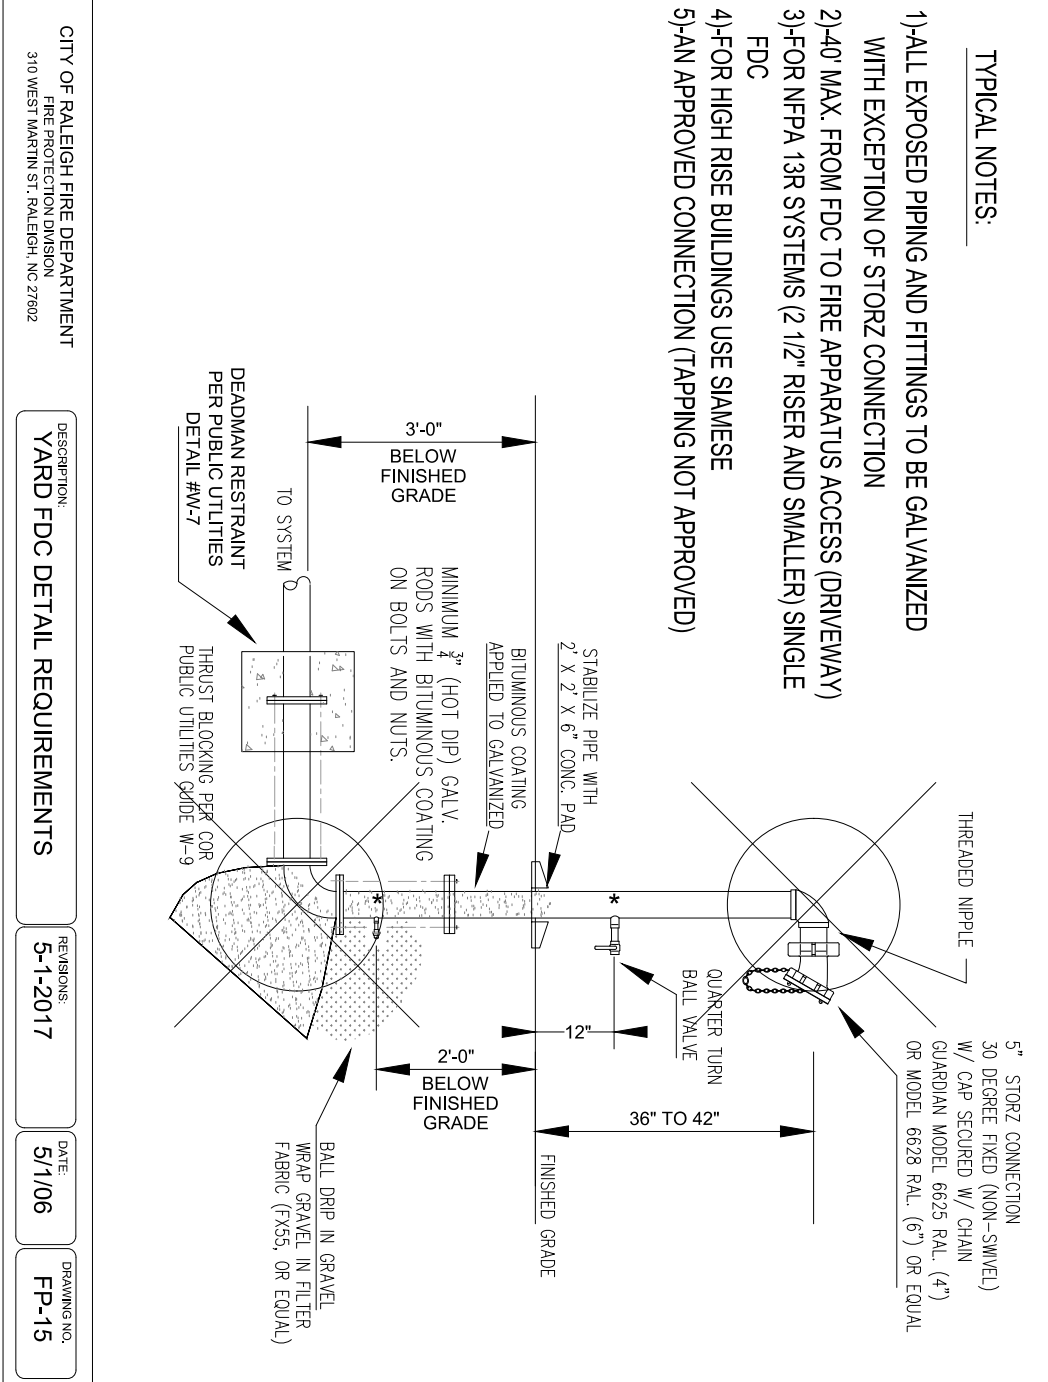 TYPICAL NOTES:
1)-ALL EXPOSED PIPING AND FITTINGS TO BE GALVANIZED
WITH EXCEPTION OF STORZ CONNECTION
2)-40' MAX. FROM FDC TO FIRE APPARATUS ACCESS (DRIVEWAY)
3)-FOR NFPA 13R SYSTEMS (2 1/2" RISER AND SMALLER) SINGLE
FDC
4)-FOR HIGH RISE BUILDINGS USE SIAMESE
5)-AN APPROVED CONNECTION (TAPPING NOT APPROVED)
THREADED NIPPLE
5" STORZ CONNECTION
30 DEGREE FIXED (NON-SWIVEL)
W/ CAP SECURED W/ CHAIN
GUARDIAN MODEL 6625 RAL. (4")
OR MODEL 6628 RAL. (6") OR EQUAL
QUARTER TURN
BALL VALVE
36" TO 42"
12"
STABILIZE PIPE WITH
2' X 2' X 6" CONC. PAD
BITUMINOUS COATING
APPLIED TO GALVANIZED
FINISHED GRADE
MINIMUM 3/4" (HOT DIP) GALV.
RODS WITH BITUMINOUS COATING
ON BOLTS AND NUTS.
3'-0"
BELOW
FINISHED
GRADE
2'-0"
BELOW
FINISHED
GRADE
*
*
TO SYSTEM
DEADMAN RESTRAINT
PER PUBLIC UTLITIES
DETAIL #W-7
THRUST BLOCKING PER COR
PUBLIC UTILITIES GUIDE W-9
BALL DRIP IN GRAVEL
WRAP GRAVEL IN FILTER
FABRIC (FX55, OR EQUAL)
CITY OF RALEIGH FIRE DEPARTMENT
FIRE PROTECTION DIVISION
310 WEST MARTIN ST. RALEIGH, NC 27602
DESCRIPTION:
YARD FDC DETAIL REQUIREMENTS
REVISIONS:
5-1-2017
DATE:
5/1/06
DRAWING NO.
FP-15